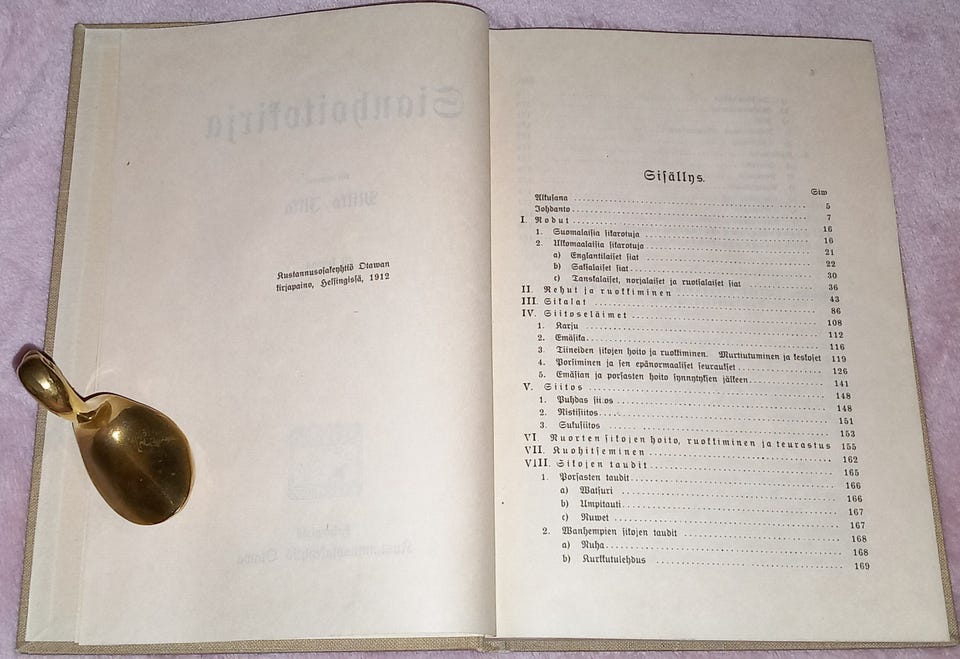 Kustannusosakeyhtiö Otawan
kirjapaino, Helsingissä, 1912
Sisällys.
Siw
Alkusana 5
Johdanto 7
I. Rodut 16
1. Suomalaisia sikarotuja 16
2. Ulkomaalaisia sikarotuja 21
a) Englantilaiset siat 22
b) Saksalaiset siat 30
c) Tanskalaiset, norjalaiset ja ruotsalaiset siat 36
II. Rehut ja ruokkiminen 43
III. Sikalat 86
IV. Siitoseläimet 108
1. Karju 112
2. Emäsika 116
3. Tiineiden sikojen hoito ja ruokkiminen. Murtiutuminen ja keskoset 119
4. Porsiminen ja sen epänormaaliset seuraukset 126
5. Emäsian ja porsasten hoito synnytyksen jälkeen 141
V. Siitos 148
1. Puhdas siitos 148
2. Ristisiitos 151
3. Sukusiitos 153
VI. Nuorten sikojen hoito, ruokkiminen ja teurastus 155
VII. Kuohitseminen 162
VIII. Sikojen taudit 165
1. Porsasten taudit 166
a) Watsuri 166
b) Umpitauti 167
c) Ruwet 167
2. Wanhempien sikojen taudit 168
a) Nuha 168
b) Kurkkutulehdus 169